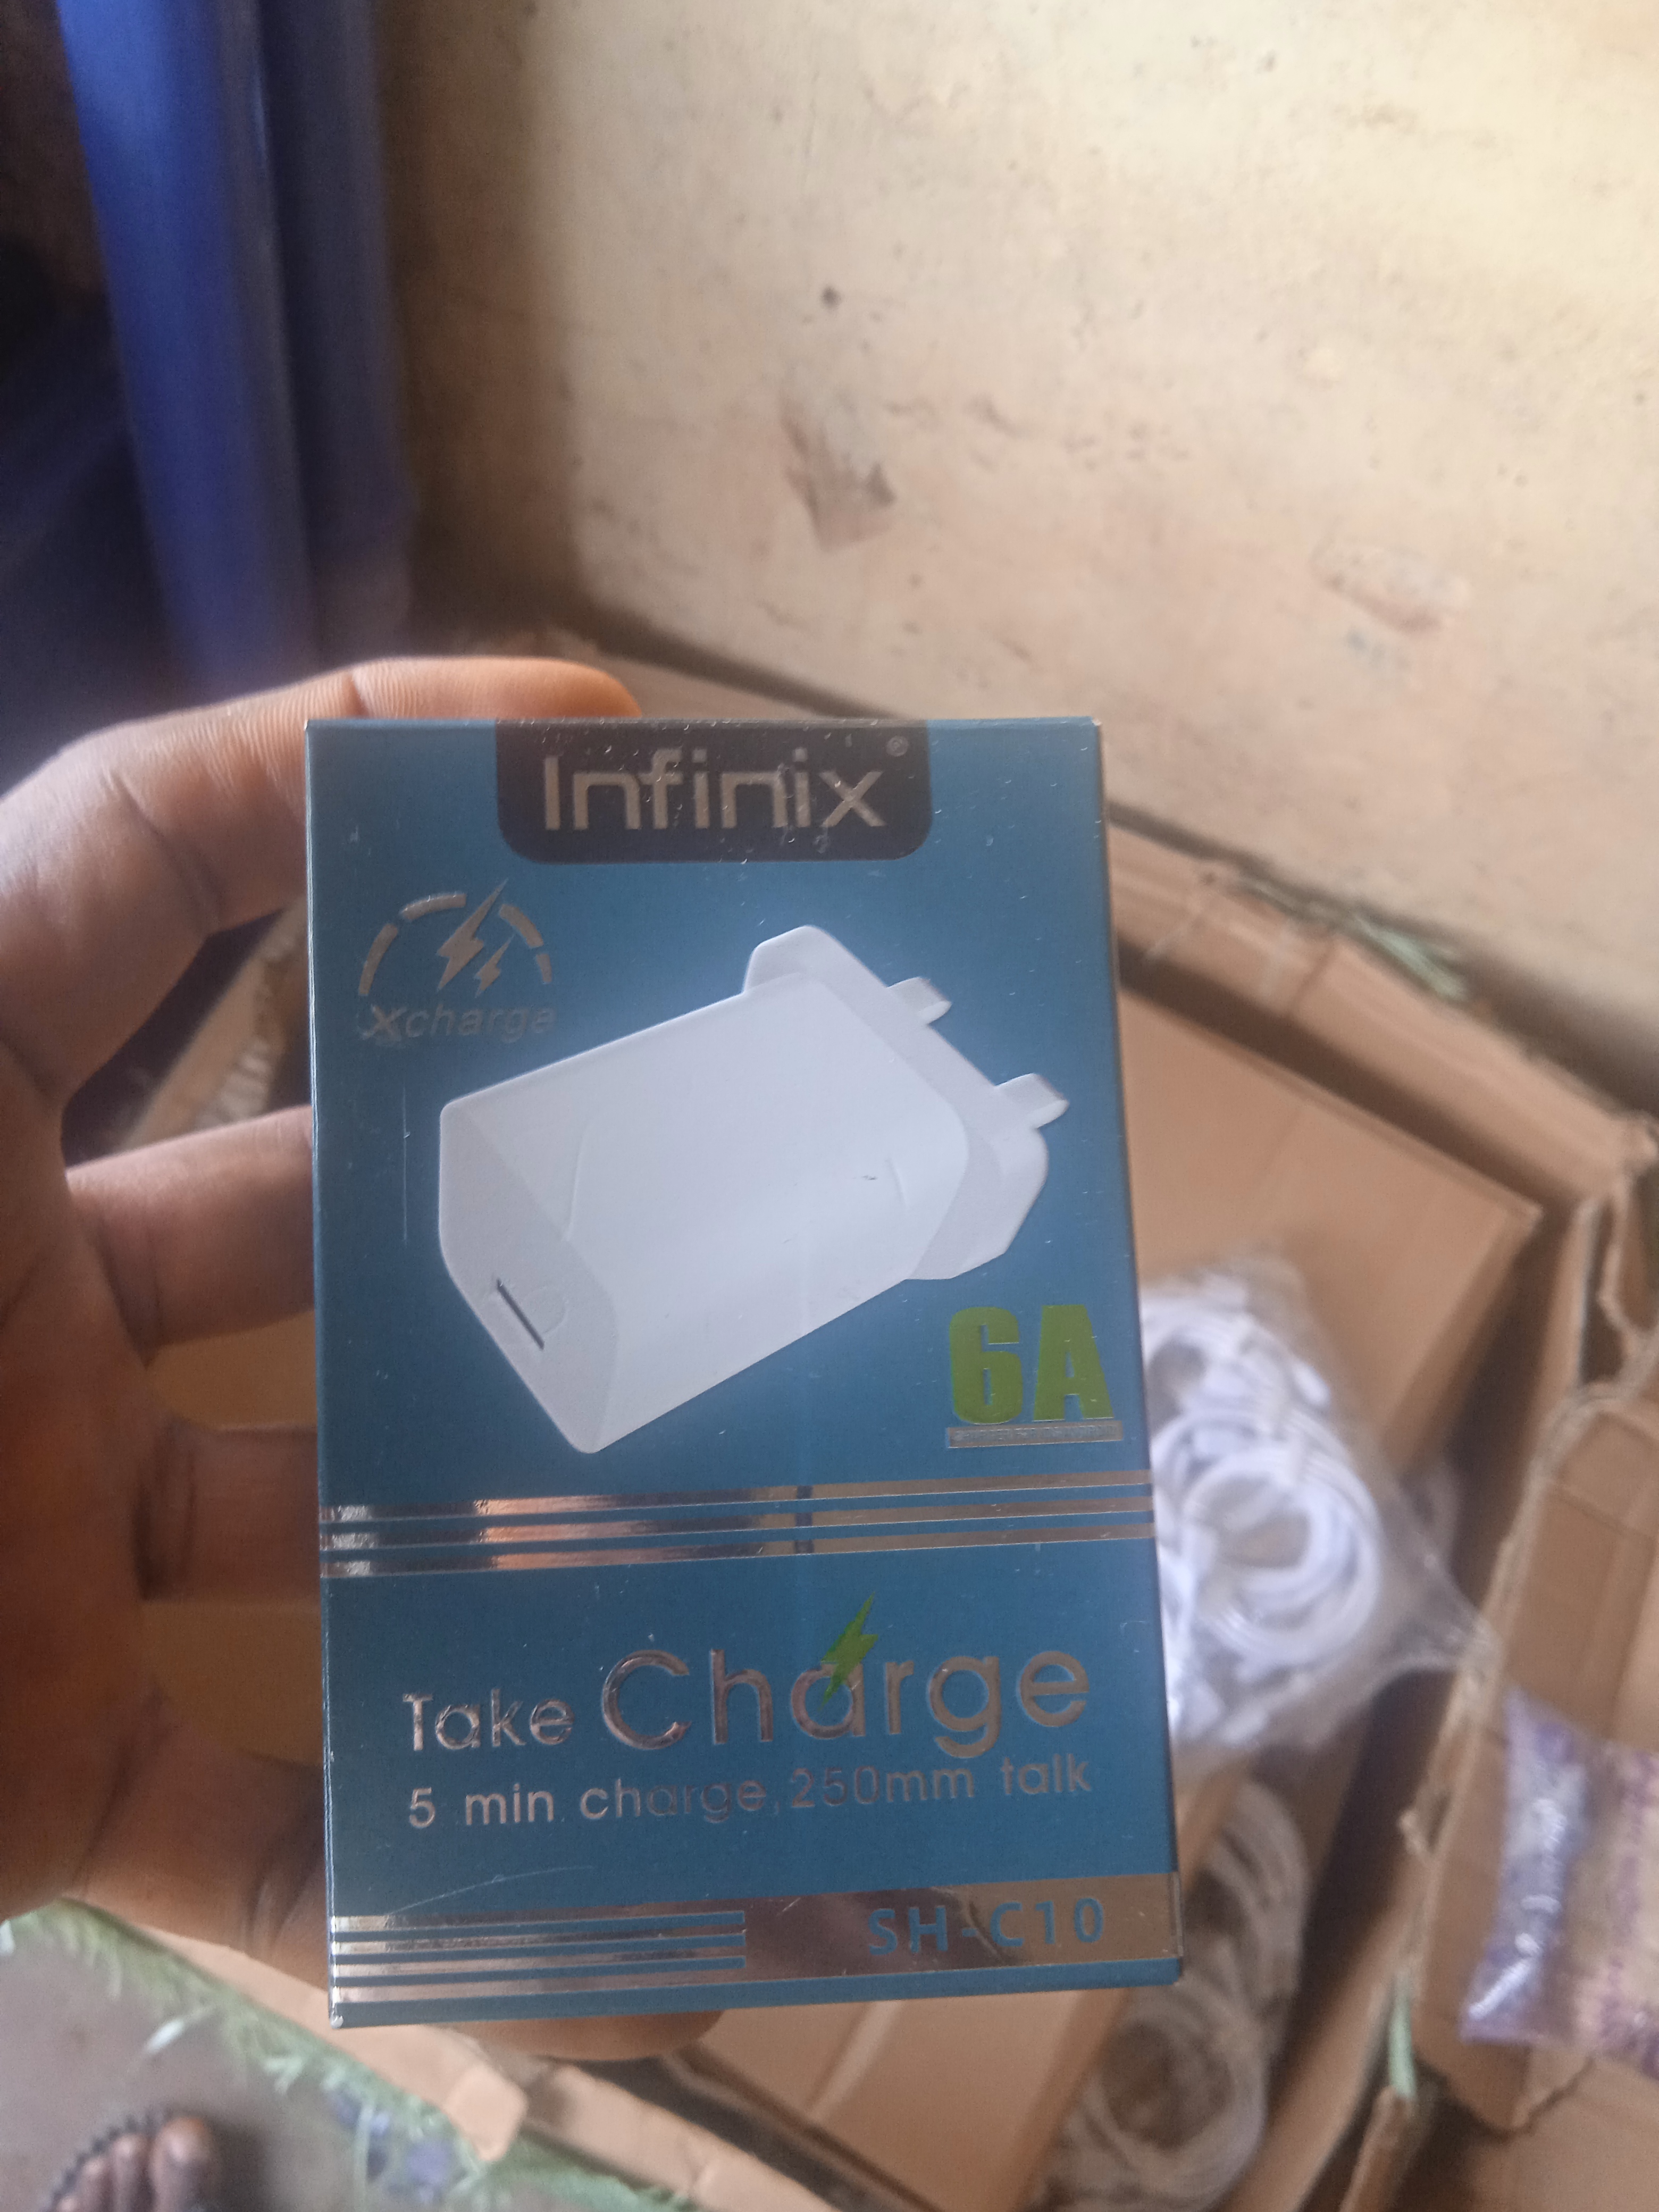 Infinix®
Xcharge
6A
Take Charge
5 min charge, 250mm talk
SH-C10